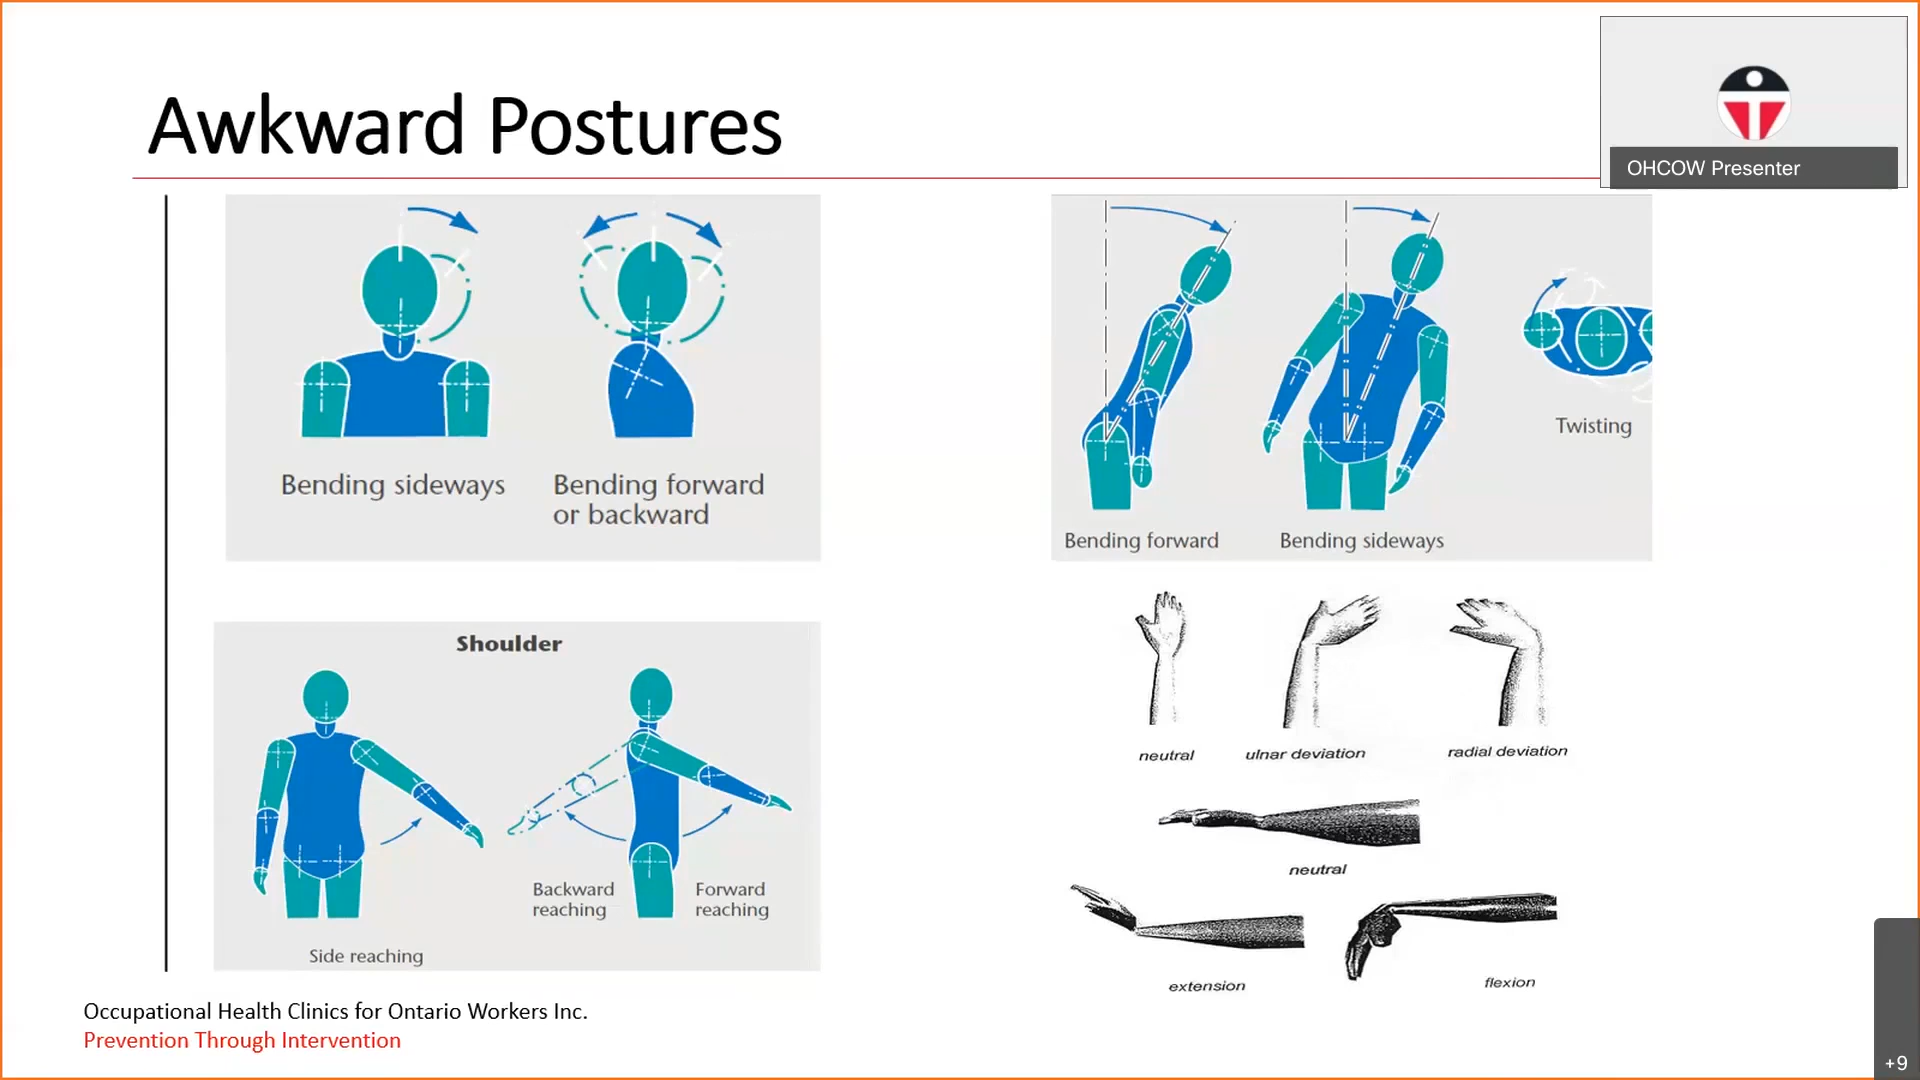 Awkward Postures
OHCOW Presenter
Bending sideways
Bending forward
or backward
Bending forward
Bending sideways
Twisting
Shoulder
Backward
reaching
Forward
reaching
Side reaching
neutral
ulnar deviation
radial deviation
neutral
extension
flexion
Occupational Health Clinics for Ontario Workers Inc.
Prevention Through Intervention
+9